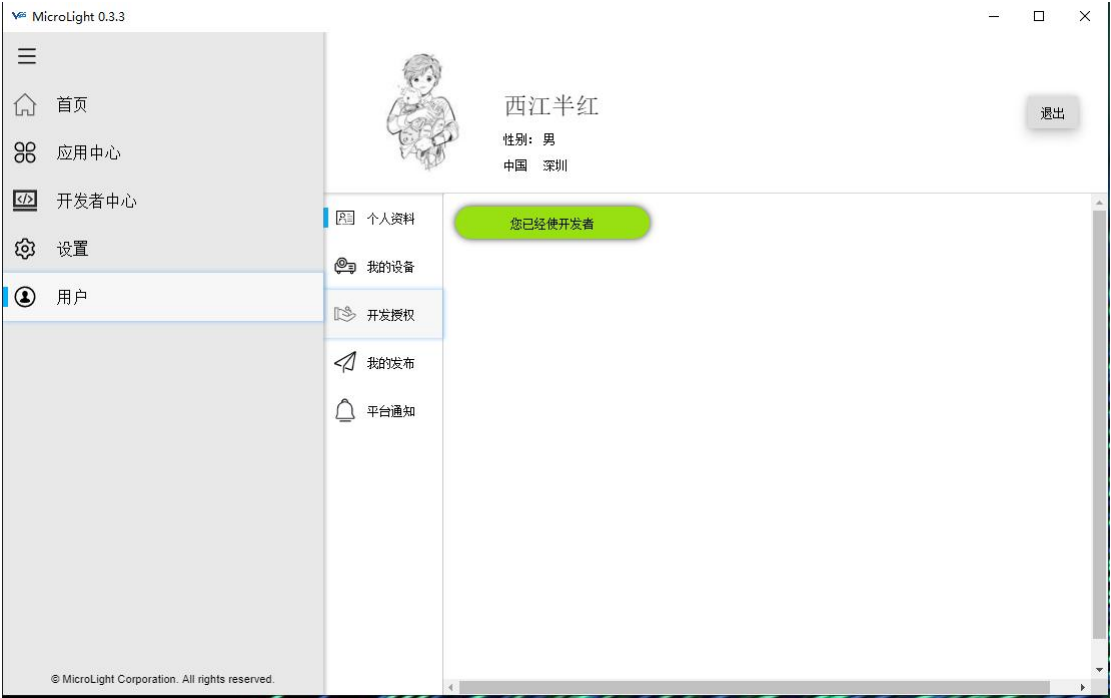 MicroLight 0.3.3
首页
应用中心
开发者中心
设置
用户
© MicroLight Corporation. All rights reserved.
西江半红
性别: 男
中国 深圳
退出
个人资料
我的设备
开发授权
我的发布
平台通知
您已经使开发者